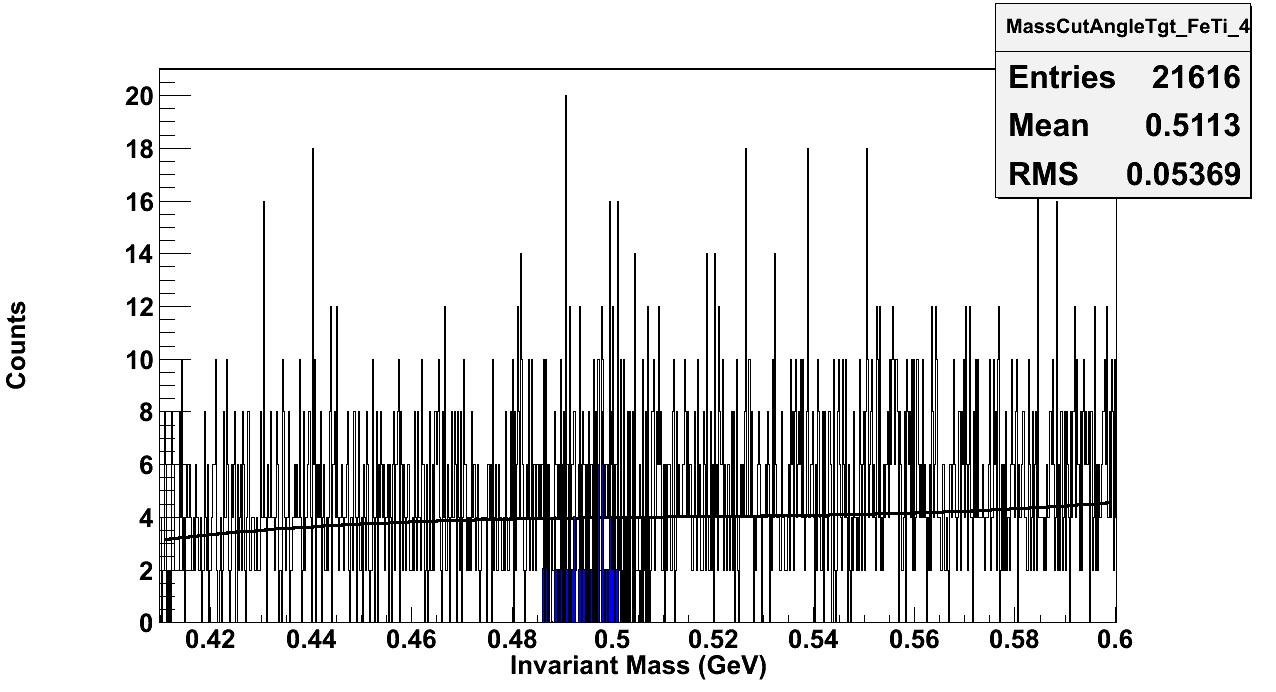 MassCutAngleTgt_FeTi_4
Entries 21616
Mean 0.5113
RMS 0.05369
20
18
16
14
12
10
8
6
4
2
0
Counts
0.42 0.44 0.46 0.48 0.5 0.52 0.54 0.56 0.58 0.6
Invariant Mass (GeV)